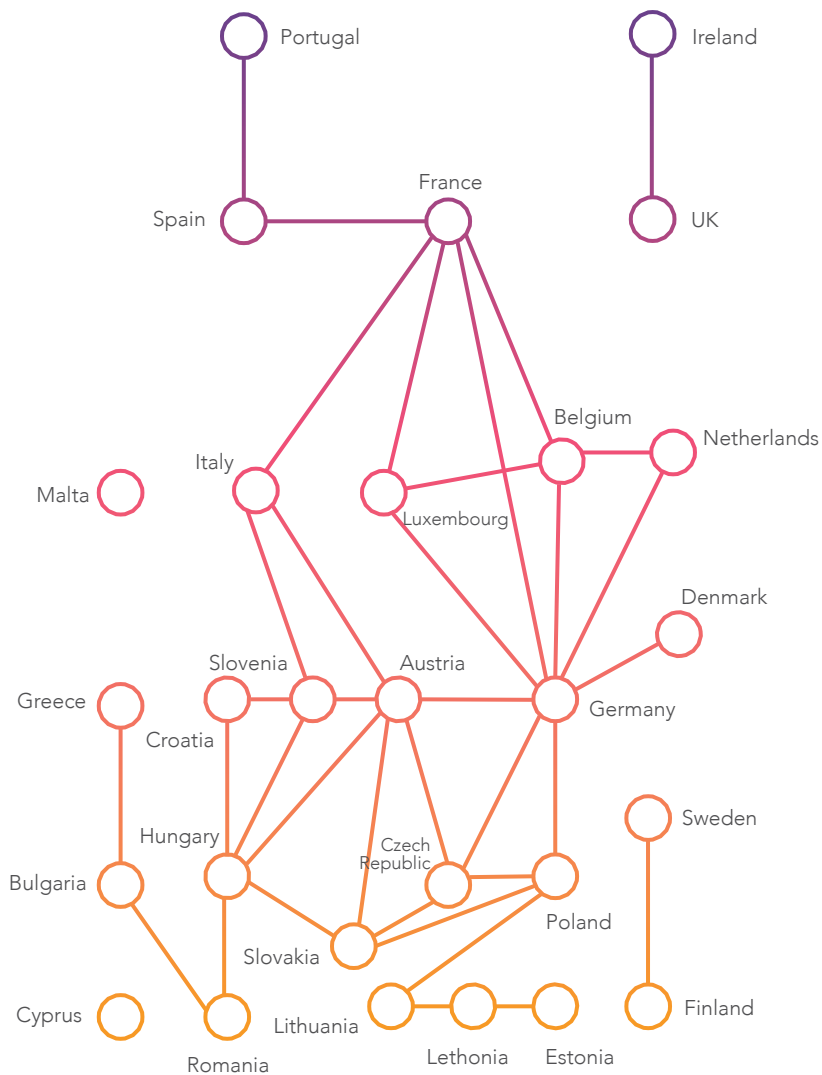 Portugal
Ireland
France
Spain
UK
Belgium
Netherlands
Italy
Malta
Luxembourg
Denmark
Slovenia
Austria
Greece
Germany
Croatia
Sweden
Hungary
Czech
Republic
Bulgaria
Poland
Slovakia
Finland
Cyprus
Lithuania
Romania
Lethonia
Estonia